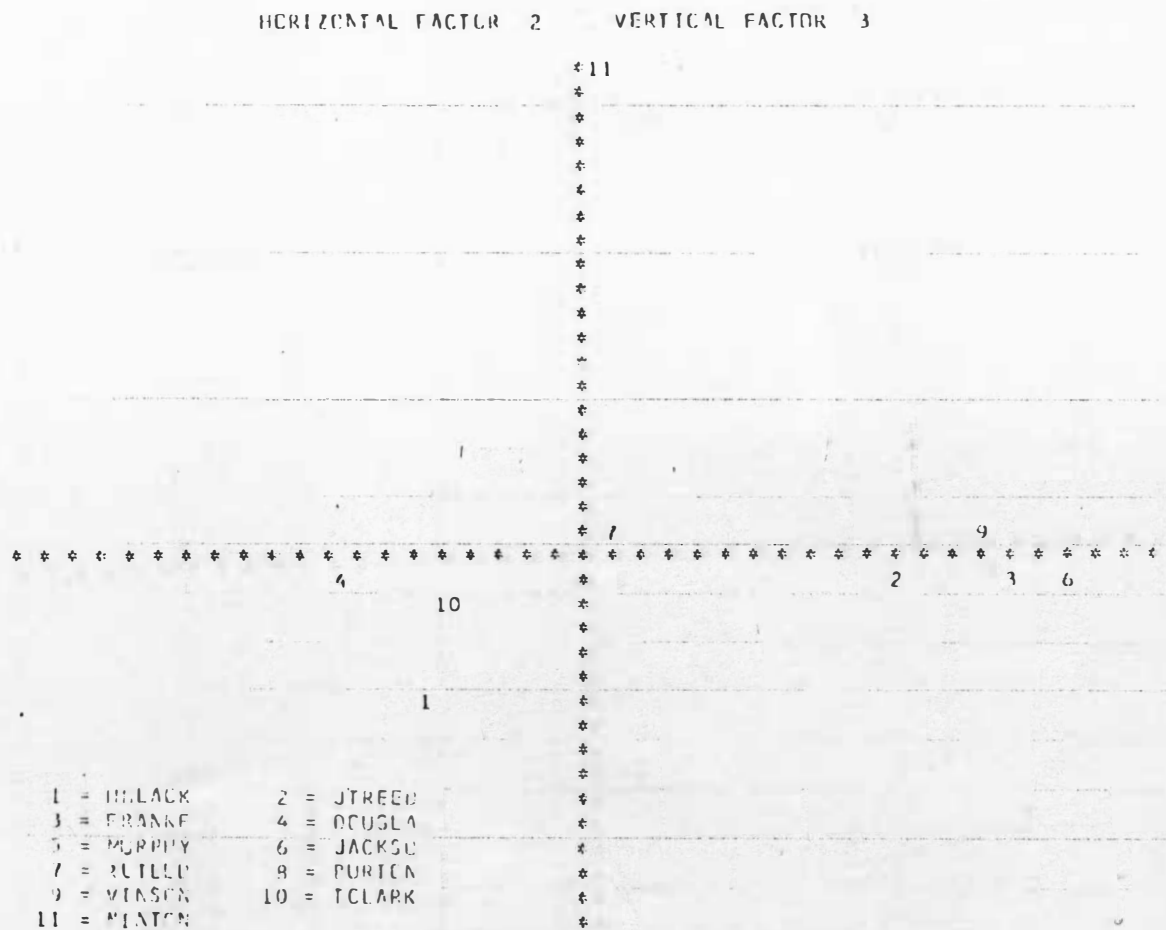 HORIZONTAL FACTOR 2 VERTICAL FACTOR 3
11
7 9
4 2 3 6
10
1
1 = HBLACK 2 = JTREED
3 = FRANKF 4 = DOUGLA
5 = MURPHY 6 = JACKSO
7 = RUTLED 8 = BURTON
9 = VINSON 10 = TCLARK
11 = MINTON